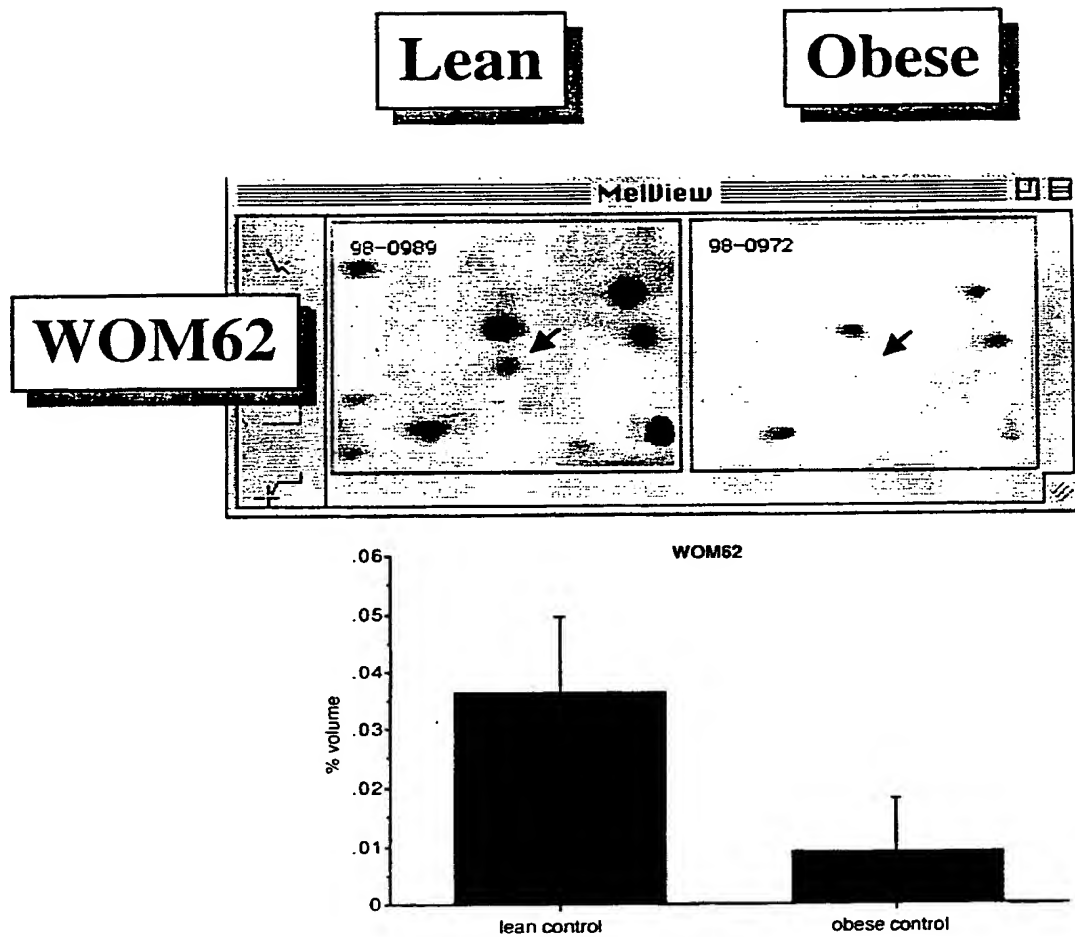 Lean
Obese
MelView
98-0989
98-0972
WOM62
WOM62
.06
.05
.04
.03
.02
.01
0
% volume
lean control
obese control